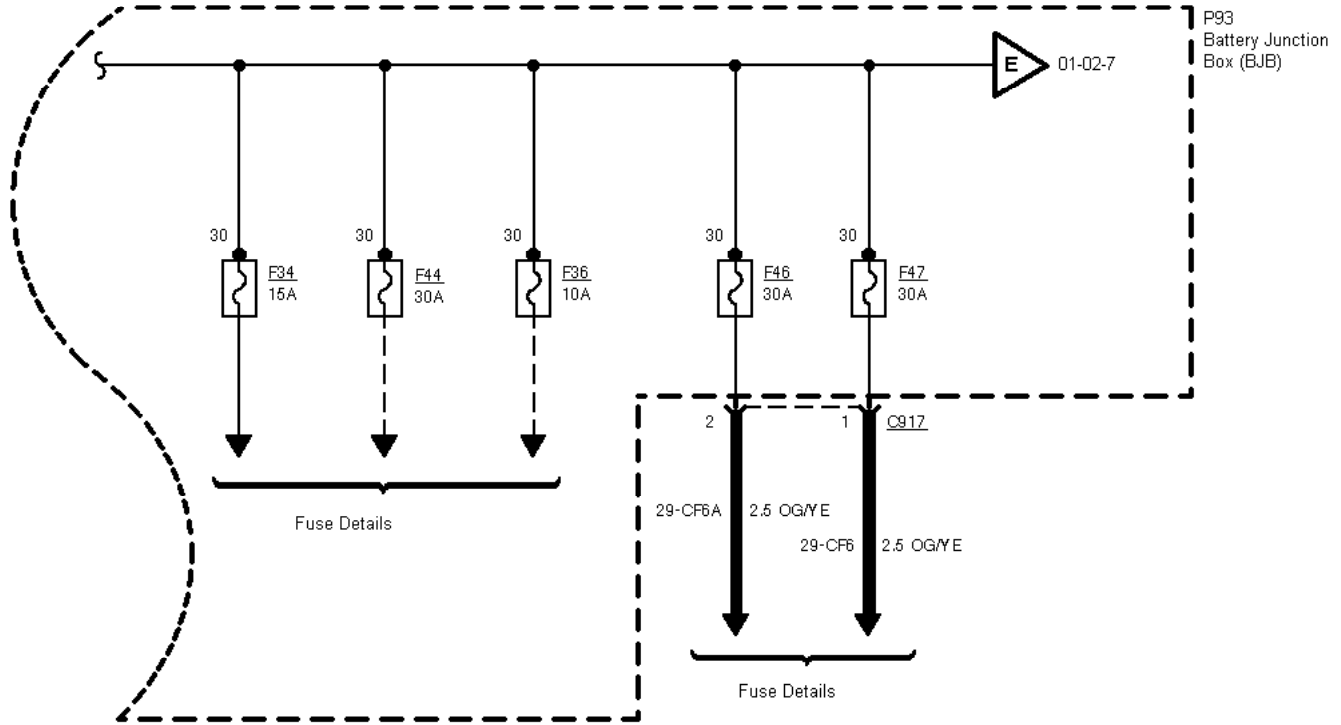 P93
Battery Junction
Box (BJB)
E
01-02-7
30
30
30
30
30
F34
15A
F44
30A
F36
10A
F46
30A
F47
30A
2
1
C917
29-CF6A
2.5 OG/YE
29-CF6
2.5 OG/YE
Fuse Details
Fuse Details